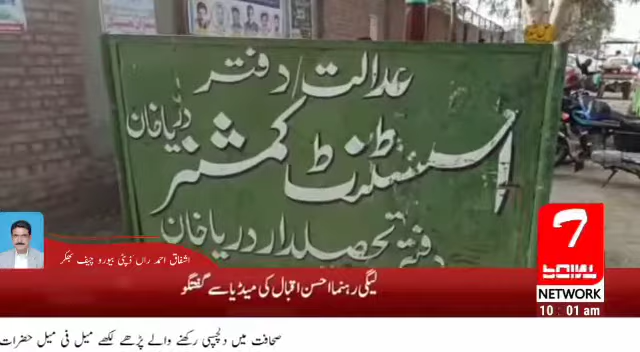 عدالت/دفتر
اسسٹنٹ کمشنر دریاخان
دفتر تحصلدار دریاخان
اشفاق احمد راں ڈپٹی بیورو چیف بھکر
لیگی رہنما احسن اقبال کی میڈیا سے گفتگو
7
NETWORK
10:01 am
صحافت میں دلچسپی رکھنے والے پڑھے لکھے میل فی میل حضرات